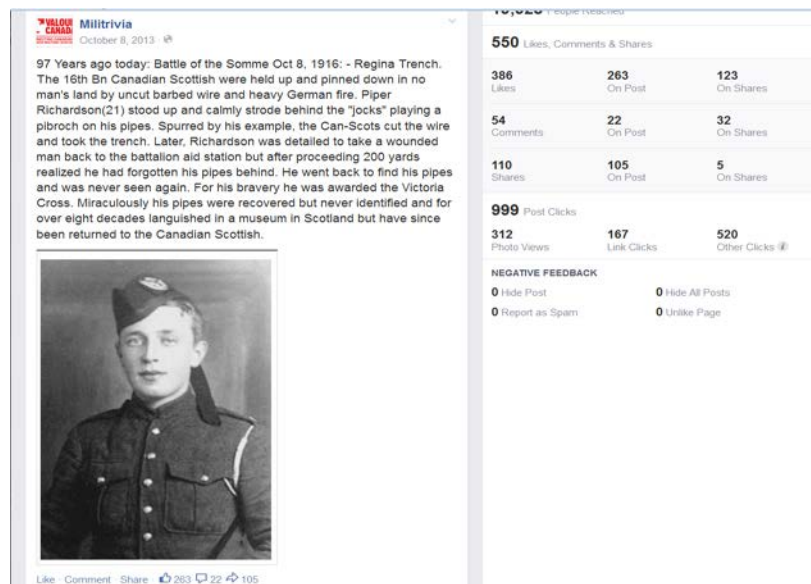 VALOUR
CANADA
Militrivia
October 8, 2013 ·
97 Years ago today: Battle of the Somme Oct 8, 1916: - Regina Trench.
The 16th Bn Canadian Scottish were held up and pinned down in no
man's land by uncut barbed wire and heavy German fire. Piper
Richardson(21) stood up and calmly strode behind the "jocks" playing a
pibroch on his pipes. Spurred by his example, the Can-Scots cut the wire
and took the trench. Later, Richardson was detailed to take a wounded
man back to the battalion aid station but after proceeding 200 yards
realized he had forgotten his pipes behind. He went back to find his pipes
and was never seen again. For his bravery he was awarded the Victoria
Cross. Miraculously his pipes were recovered but never identified and for
over eight decades languished in a museum in Scotland but have since
been returned to the Canadian Scottish.
Like · Comment · Share · 263 22 105
People Reached
550 Likes, Comments & Shares
386 263 123
Likes On Post On Shares
54 22 32
Comments On Post On Shares
110 105 5
Shares On Post On Shares
999 Post Clicks
312 167 520
Photo Views Link Clicks Other Clicks
NEGATIVE FEEDBACK
0 Hide Post 0 Hide All Posts
0 Report as Spam 0 Unlike Page